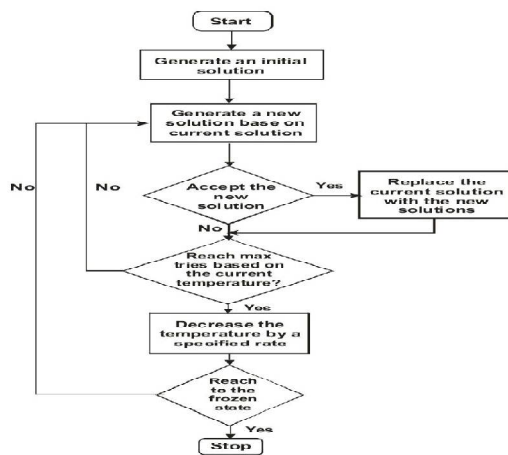 Start
Generate an initial
solution
Generate a new
solution base on
current solution
No
No
Accept the
new
solution
Yes
Replace the
current solution
with the new
solutions
No
Reach max
tries based on
the current
temperature?
Yes
Decrease the
temperature by a
specified rate
Reach
to the
frozen
state
Yes
Stop